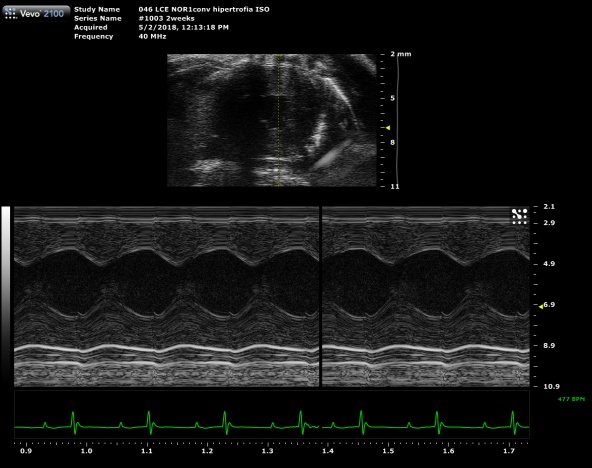 Vevo 2100
Study Name 046 LCE NOR1conv hipertrofia ISO
Series Name #1003 2weeks
Acquired 5/2/2018, 12:13:18 PM
Frequency 40 MHz
2 mm
5
8
11
2.1
2.9
4.9
6.9
8.9
10.9
477 BPM
0.9 1.0 1.1 1.2 1.3 1.4 1.5 1.6 1.7